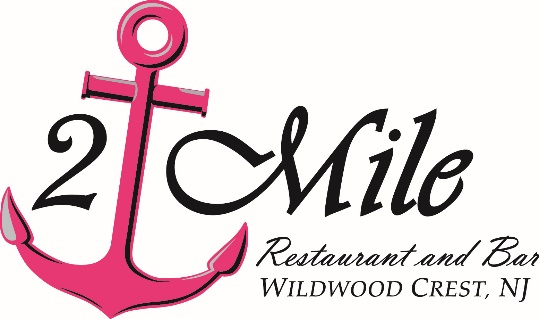 2 Mile
Restaurant and Bar
WILDWOOD CREST, NJ